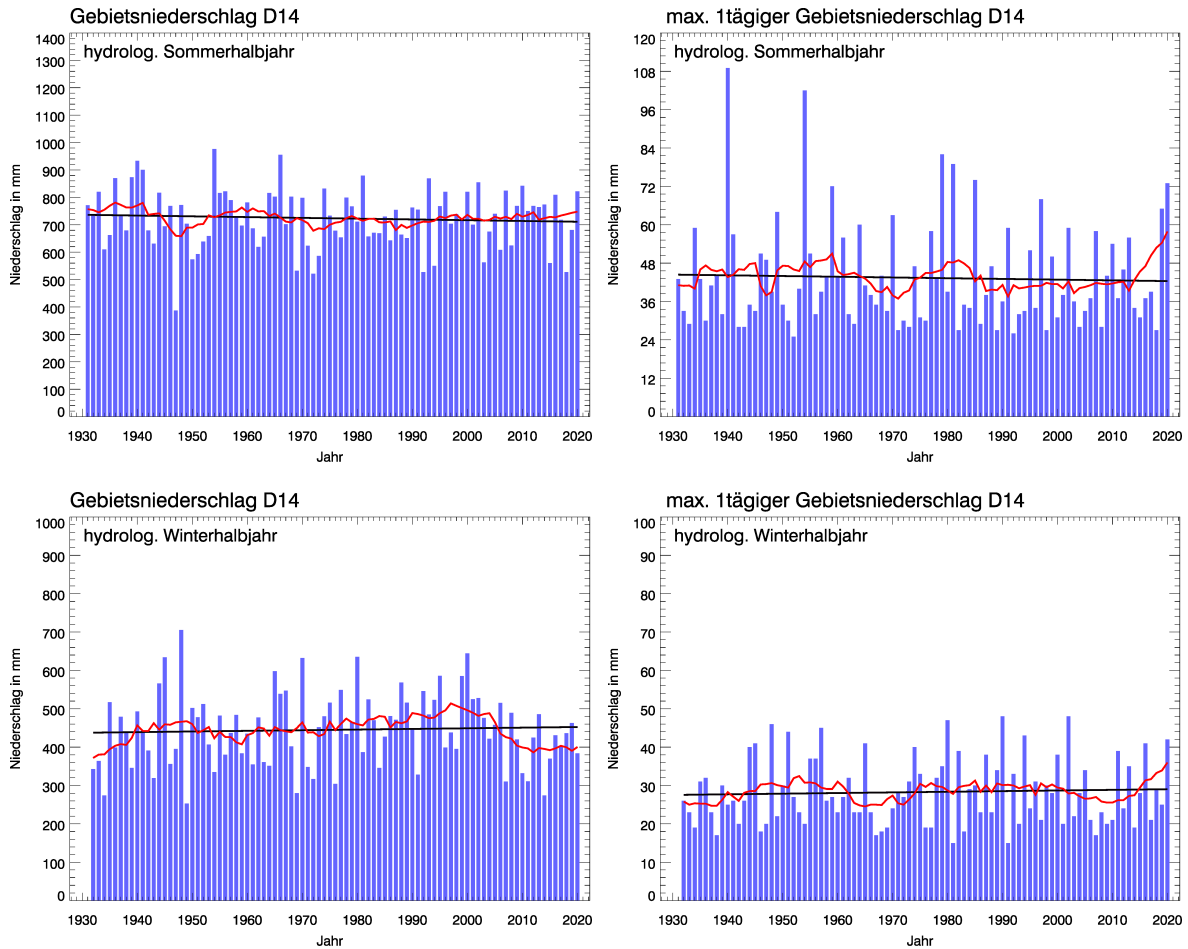 Gebietsniederschlag D14
hydrolog. Sommerhalbjahr
Niederschlag in mm
1400
1300
1200
1100
1000
900
800
700
600
500
400
300
200
100
0
1930 1940 1950 1960 1970 1980 1990 2000 2010 2020
Jahr
max. 1tägiger Gebietsniederschlag D14
hydrolog. Sommerhalbjahr
Niederschlag in mm
120
108
96
84
72
60
48
36
24
12
0
1930 1940 1950 1960 1970 1980 1990 2000 2010 2020
Jahr
Gebietsniederschlag D14
hydrolog. Winterhalbjahr
Niederschlag in mm
1000
900
800
700
600
500
400
300
200
100
0
1930 1940 1950 1960 1970 1980 1990 2000 2010 2020
Jahr
max. 1tägiger Gebietsniederschlag D14
hydrolog. Winterhalbjahr
Niederschlag in mm
100
90
80
70
60
50
40
30
20
10
0
1930 1940 1950 1960 1970 1980 1990 2000 2010 2020
Jahr